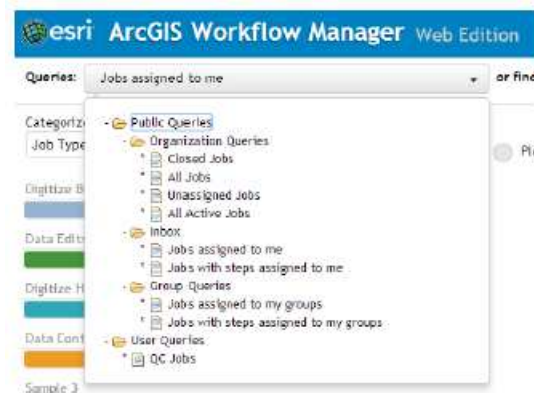 esri ArcGIS Workflow Manager Web Edition
Queries: Jobs assigned to me or find
Categoriz
Job Type
Pi
Digitize B
Data Edit
Digitize H
Data Conf
Sample 3
- Public Queries
- Organization Queries
* Closed Jobs
* All Jobs
* Unassigned Jobs
* All Active Jobs
- Inbox
* Jobs assigned to me
* Jobs with steps assigned to me
- Group Queries
* Jobs assigned to my groups
* Jobs with steps assigned to my groups
- User Queries
* QC Jobs